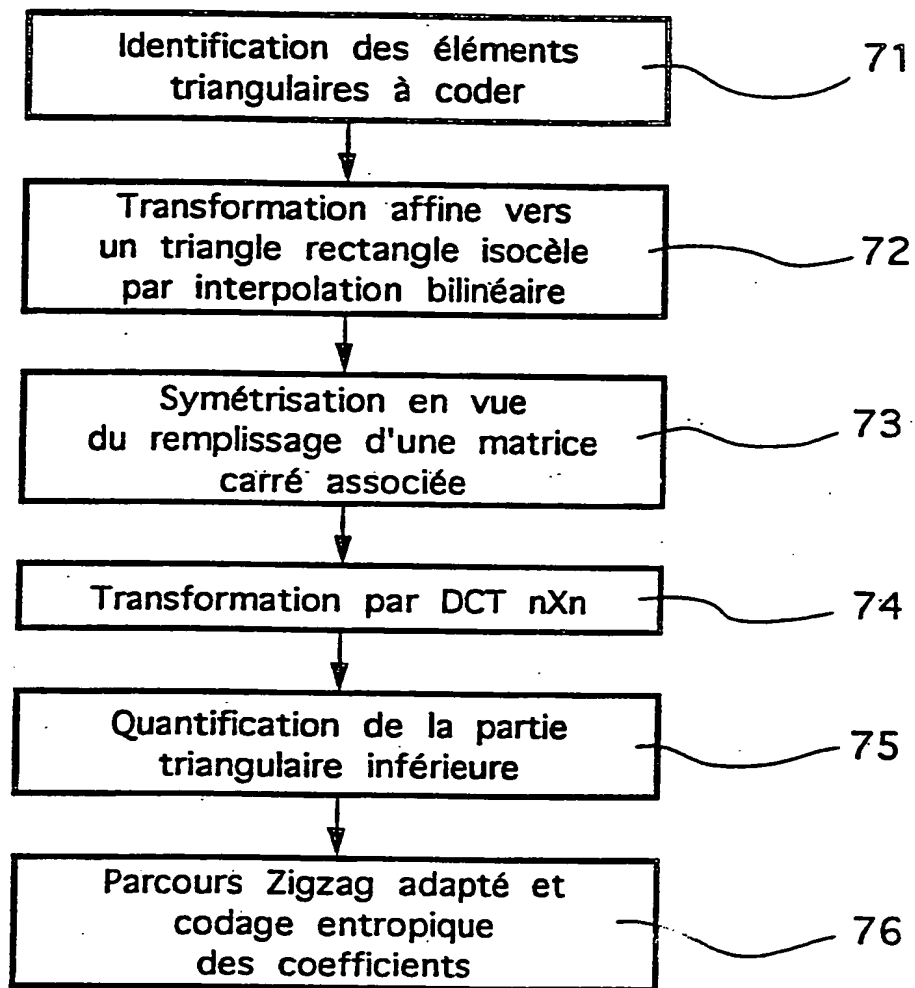 Identification des éléments
triangulaires à coder
71
Transformation affine vers
un triangle rectangle isocèle
par interpolation bilinéaire
72
Symétrisation en vue
du remplissage d'une matrice
carré associée
73
Transformation par DCT nXn
74
Quantification de la partie
triangulaire inférieure
75
Parcours Zigzag adapté et
codage entropique
des coefficients
76